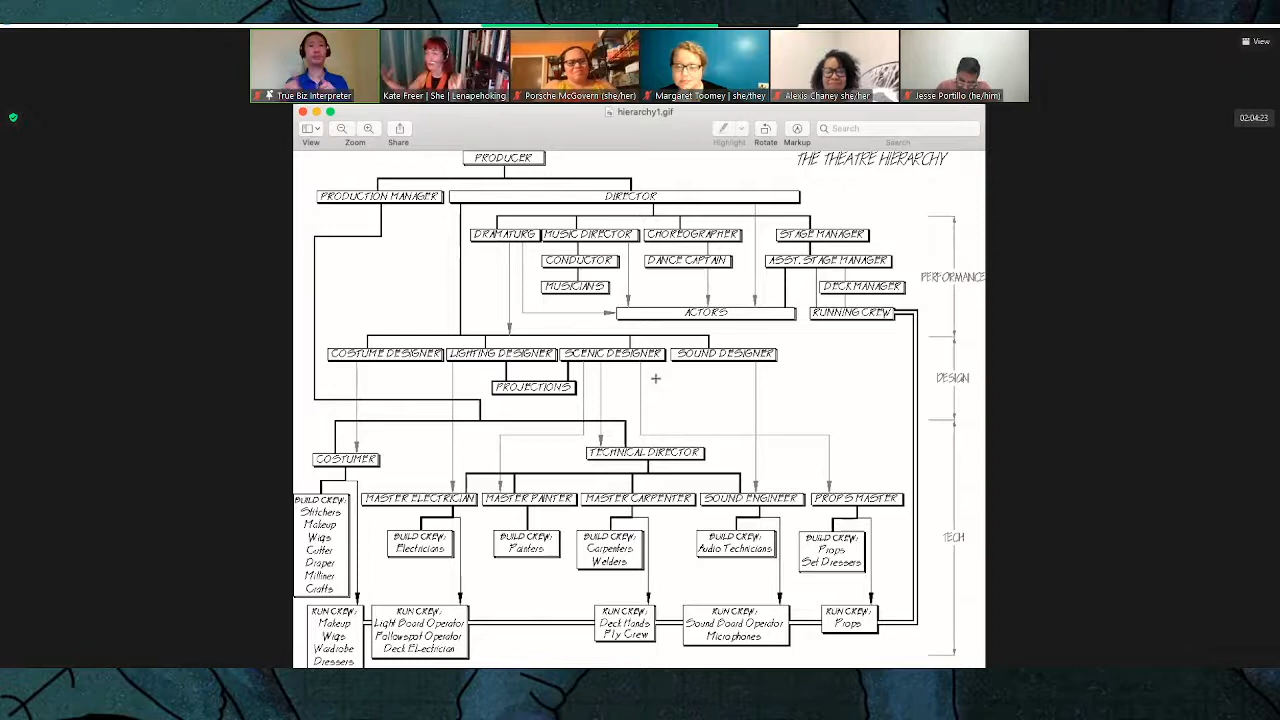 View
True Biz Interpreter
Kate Freer | She | Lenapehoking
Porsche McGovern (she/her)
Margaret Toomey | she/they
Alexis Chaney she/her
Jesse Portillo (he/him)
02:04:23
hierarchy1.gif
View
Zoom
Share
Highlight
Rotate
Markup
Search
Search
THE THEATRE HIERARCHY
PRODUCER
PRODUCTION MANAGER
DIRECTOR
DRAMATURG
MUSIC DIRECTOR
CHOREOGRAPHER
STAGE MANAGER
CONDUCTOR
DANCE CAPTAIN
ASST. STAGE MANAGER
PERFORMANCE
MUSICIANS
DECK MANAGER
ACTORS
RUNNING CREW
COSTUME DESIGNER
LIGHTING DESIGNER
SCENIC DESIGNER
SOUND DESIGNER
DESIGN
PROJECTIONS
COSTUMER
TECHNICAL DIRECTOR
MASTER ELECTRICIAN
MASTER PAINTER
MASTER CARPENTER
SOUND ENGINEER
PROPS MASTER
TECH
BUILD CREW:
Stitchers
Makeup
Wigs
Cutter
Draper
Milliner
Crafts
BUILD CREW:
Electricians
BUILD CREW:
Painters
BUILD CREW:
Carpenters
Welders
BUILD CREW:
Audio Technicians
BUILD CREW:
Props
Set Dressers
RUN CREW:
Makeup
Wigs
Wardrobe
Dressers
RUN CREW:
Light Board Operator
Followspot Operator
Deck Electrician
RUN CREW:
Deck Hands
Fly Crew
RUN CREW:
Sound Board Operator
Microphones
RUN CREW:
Props